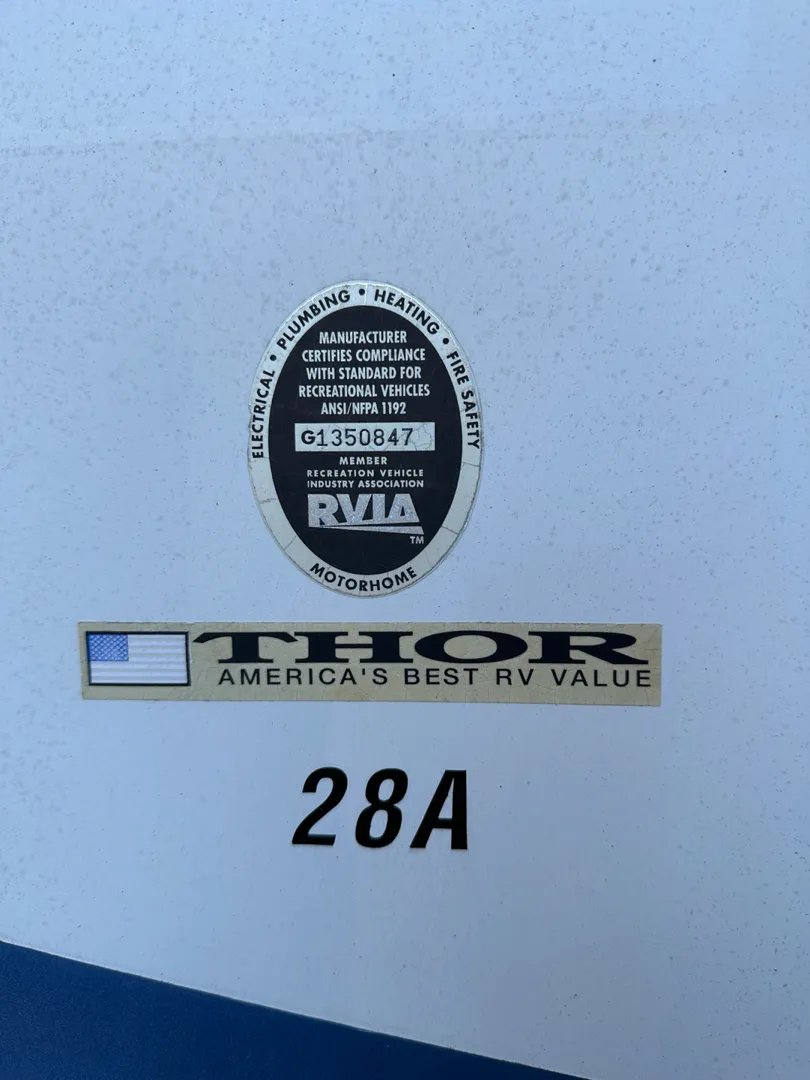 ELECTRICAL • PLUMBING • HEATING • FIRE SAFETY
MANUFACTURER
CERTIFIES COMPLIANCE
WITH STANDARD FOR
RECREATIONAL VEHICLES
ANSI/NFPA 1192
G1350847
MEMBER
RECREATION VEHICLE
INDUSTRY ASSOCIATION
RVIA
TM
MOTORHOME
THOR
AMERICA'S BEST RV VALUE
28A